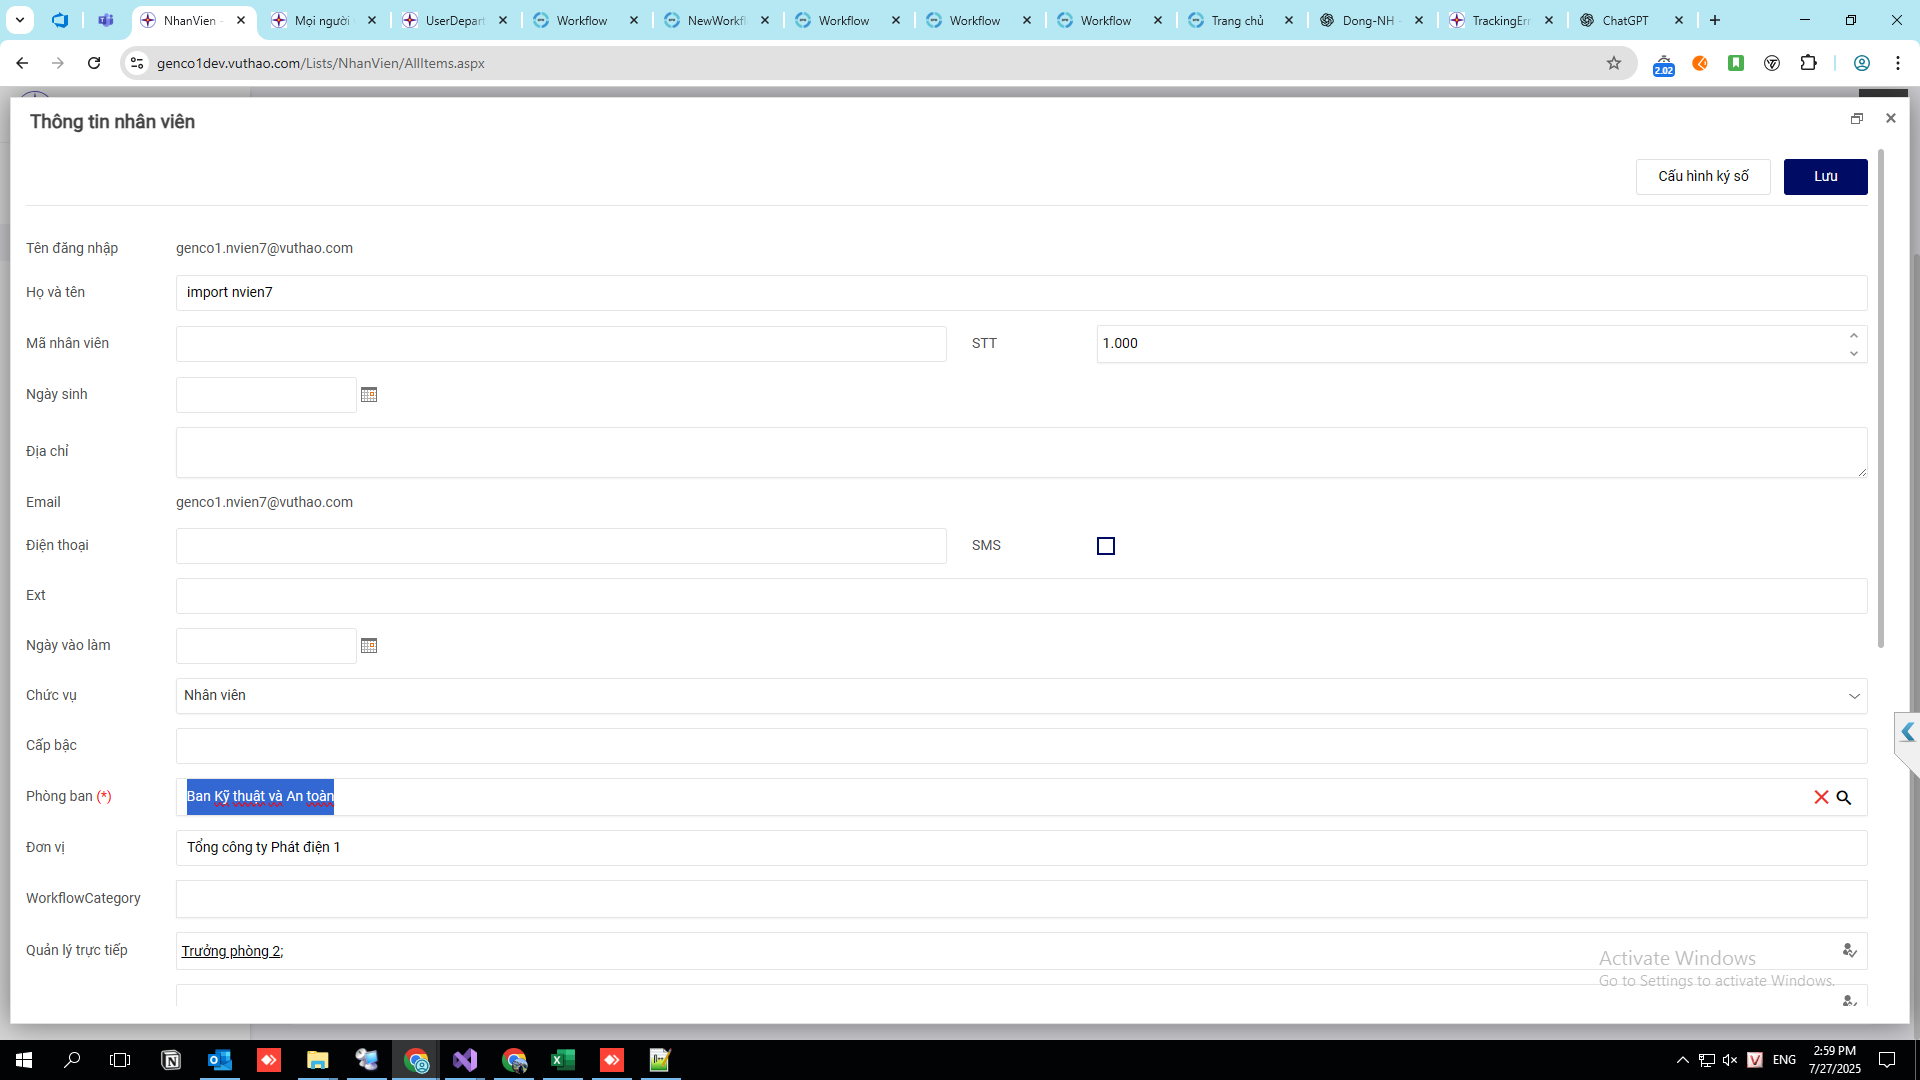 NhanVien -
Mọi người
UserDepart
Workflow
NewWorkfl
Workflow
Workflow
Workflow
Trang chủ
Dong-NH -
TrackingErr
ChatGPT
genco1dev.vuthao.com/Lists/NhanVien/AllItems.aspx
2.02
Thông tin nhân viên
Cấu hình ký số
Lưu
Tên đăng nhập genco1.nvien7@vuthao.com
Họ và tên import nvien7
Mã nhân viên STT 1.000
Ngày sinh
Địa chỉ
Email genco1.nvien7@vuthao.com
Điện thoại SMS
Ext
Ngày vào làm
Chức vụ Nhân viên
Cấp bậc
Phòng ban (*) Ban Kỹ thuật và An toàn
Đơn vị Tổng công ty Phát điện 1
WorkflowCategory
Quản lý trực tiếp Trưởng phòng 2;
Activate Windows
Go to Settings to activate Windows.
ENG
2:59 PM
7/27/2025